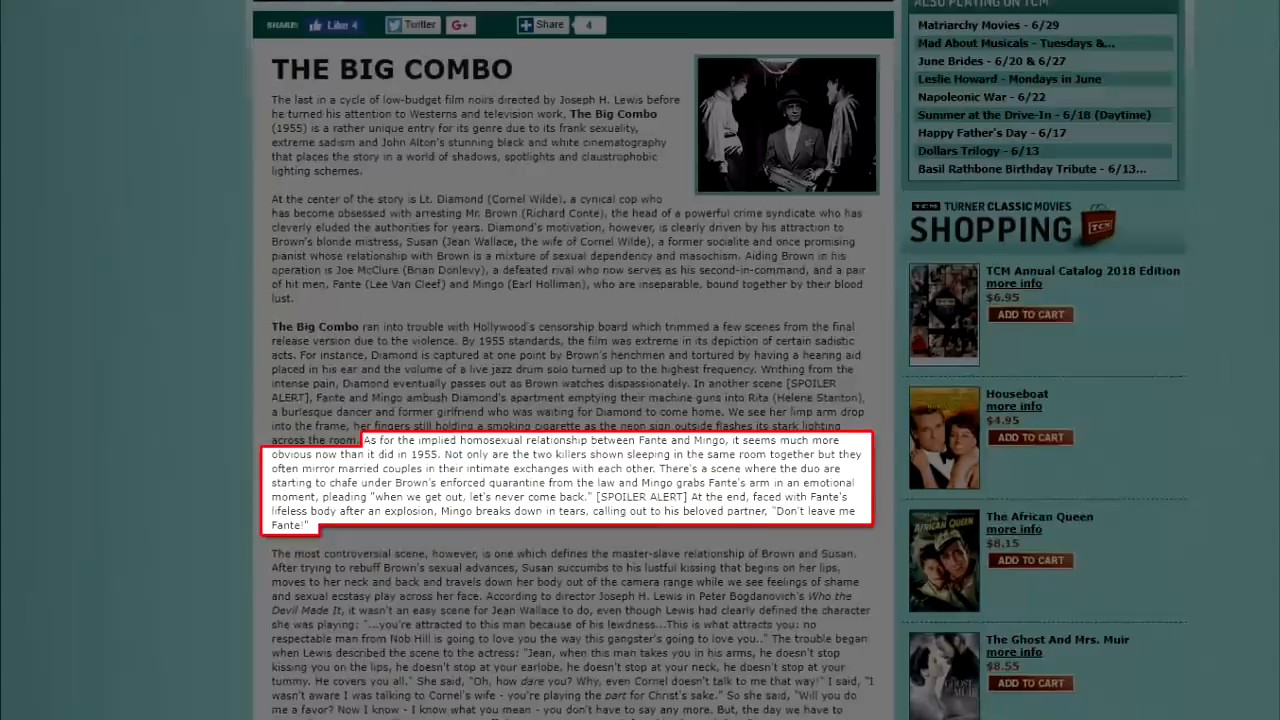 ALSO PLAYING ON TCM
SHARE:
Like 4
Twitter
G+
Share
4
THE BIG COMBO
The last in a cycle of low-budget film noirs directed by Joseph H. Lewis before
he turned his attention to Westerns and television work, The Big Combo
(1955) is a rather unique entry for its genre due to its frank sexuality,
extreme sadism and John Alton's stunning black and white cinematography
that places the story in a world of shadows, spotlights and claustrophobic
lighting schemes.
At the center of the story is Lt. Diamond (Cornel Wilde), a cynical cop who
has become obsessed with arresting Mr. Brown (Richard Conte), the head of a powerful crime syndicate who has
cleverly eluded the authorities for years. Diamond's motivation, however, is clearly driven by his attraction to
Brown's blonde mistress, Susan (Jean Wallace, the wife of Cornel Wilde), a former socialite and once promising
pianist whose relationship with Brown is a mixture of sexual dependency and masochism. Aiding Brown in his
operation is Joe McClure (Brian Donlevy), a defeated rival who now serves as his second-in-command, and a pair
of hit men, Fante (Lee Van Cleef) and Mingo (Earl Holliman), who are inseparable, bound together by their blood
lust.
The Big Combo ran into trouble with Hollywood's censorship board which trimmed a few scenes from the final
release version due to the violence. By 1955 standards, the film was extreme in its depiction of certain sadistic
acts. For instance, Diamond is captured at one point by Brown's henchmen and tortured by having a hearing aid
placed in his ear and the volume of a live jazz drum solo turned up to the highest frequency. Writhing from the
intense pain, Diamond eventually passes out as Brown watches dispassionately. In another scene [SPOILER
ALERT], Fante and Mingo ambush Diamond's apartment emptying their machine guns into Rita (Helene Stanton),
a burlesque dancer and former girlfriend who was waiting for Diamond to come home. We see her limp arm drop
into the frame, her fingers still holding a smoking cigarette as the neon sign outside flashes its stark lighting
across the room. As for the implied homosexual relationship between Fante and Mingo, it seems much more
obvious now than it did in 1955. Not only are the two killers shown sleeping in the same room together but they
often mirror married couples in their intimate exchanges with each other. There's a scene where the duo are
starting to chafe under Brown's enforced quarantine from the law and Mingo grabs Fante's arm in an emotional
moment, pleading "when we get out, let's never come back." [SPOILER ALERT] At the end, faced with Fante's
lifeless body after an explosion, Mingo breaks down in tears, calling out to his beloved partner, "Don't leave me
Fante!"
The most controversial scene, however, is one which defines the master-slave relationship of Brown and Susan.
After trying to rebuff Brown's sexual advances, Susan succumbs to his lustful kissing that begins on her lips,
moves to her neck and back and travels down her body out of the camera range while we see feelings of shame
and sexual ecstasy play across her face. According to director Joseph H. Lewis in Peter Bogdanovich's Who the
Devil Made It, it wasn't an easy scene for Jean Wallace to do, even though Lewis had clearly defined the character
she was playing: "...you're attracted to this man because of his lewdness...This is what attracts you: no
respectable man from Nob Hill is going to love you the way this gangster's going to love you.." The trouble began
when Lewis described the scene to the actress: "Jean, when this man takes you in his arms, he doesn't stop
kissing you on the lips, he doesn't stop at your earlobe, he doesn't stop at your neck, he doesn't stop at your
tummy. He covers you all." She said, "Oh, how dare you? Why, even Cornel doesn't talk to me that way!" I said, "I
wasn't aware I was talking to Cornel's wife - you're playing the part for Christ's sake." So she said, "Will you do
me a favor? Now I know - I know what you mean - you don't have to say any more. But, the day we have to
Matriarchy Movies - 6/29
Mad About Musicals - Tuesdays &...
June Brides - 6/20 & 6/27
Leslie Howard - Mondays in June
Napoleonic War - 6/22
Summer at the Drive-In - 6/18 (Daytime)
Happy Father's Day - 6/17
Dollars Trilogy - 6/13
Basil Rathbone Birthday Tribute - 6/13...
TCM TURNER CLASSIC MOVIES
SHOPPING
TCM
TCM Annual Catalog 2018 Edition
more info
$6.95
ADD TO CART
Houseboat
more info
$4.95
ADD TO CART
AFRICAN QUEEN
The African Queen
more info
$8.15
ADD TO CART
GHOST
MUIR
The Ghost And Mrs. Muir
more info
$8.55
ADD TO CART